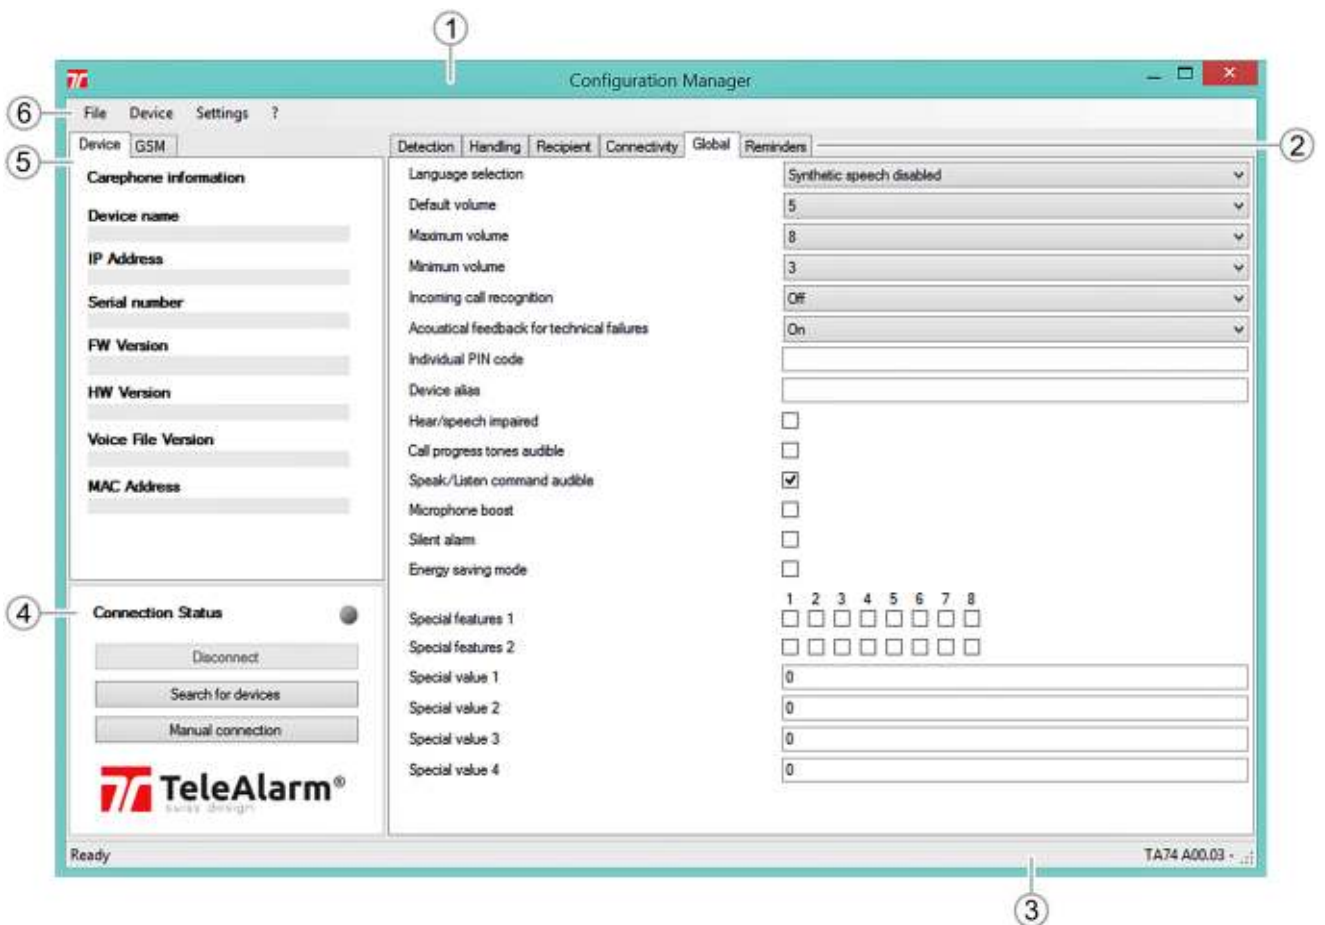 1
Configuration Manager
6
File Device Settings ?
Device GSM
Detection Handling Recipient Connectivity Global Reminders
2
5
Carephone information
Device name
IP Address
Serial number
FW Version
HW Version
Voice File Version
MAC Address
Language selection Synthetic speech disabled
Default volume 5
Maximum volume 8
Minimum volume 3
Incoming call recognition Off
Acoustical feedback for technical failures On
Individual PIN code
Device alias
Hear/speech impaired
Call progress tones audible
Speak/Listen command audible
Microphone boost
Silent alarm
Energy saving mode
1 2 3 4 5 6 7 8
Special features 1
Special features 2
Special value 1 0
Special value 2 0
Special value 3 0
Special value 4 0
4
Connection Status
Disconnect
Search for devices
Manual connection
TeleAlarm®
swiss design
Ready TA74 A00.03 -
3